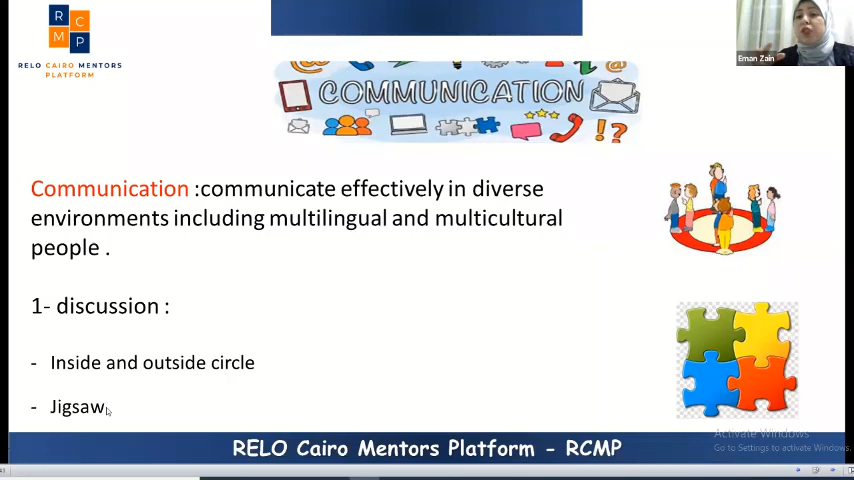 R C
M P
RELO CAIRO MENTORS
PLATFORM
COMMUNICATION
Eman Zain
Communication :communicate effectively in diverse
environments including multilingual and multicultural
people .
1- discussion :
- Inside and outside circle
- Jigsaw
RELO Cairo Mentors Platform - RCMP
Activate Windows
Go to Settings to activate Windows.